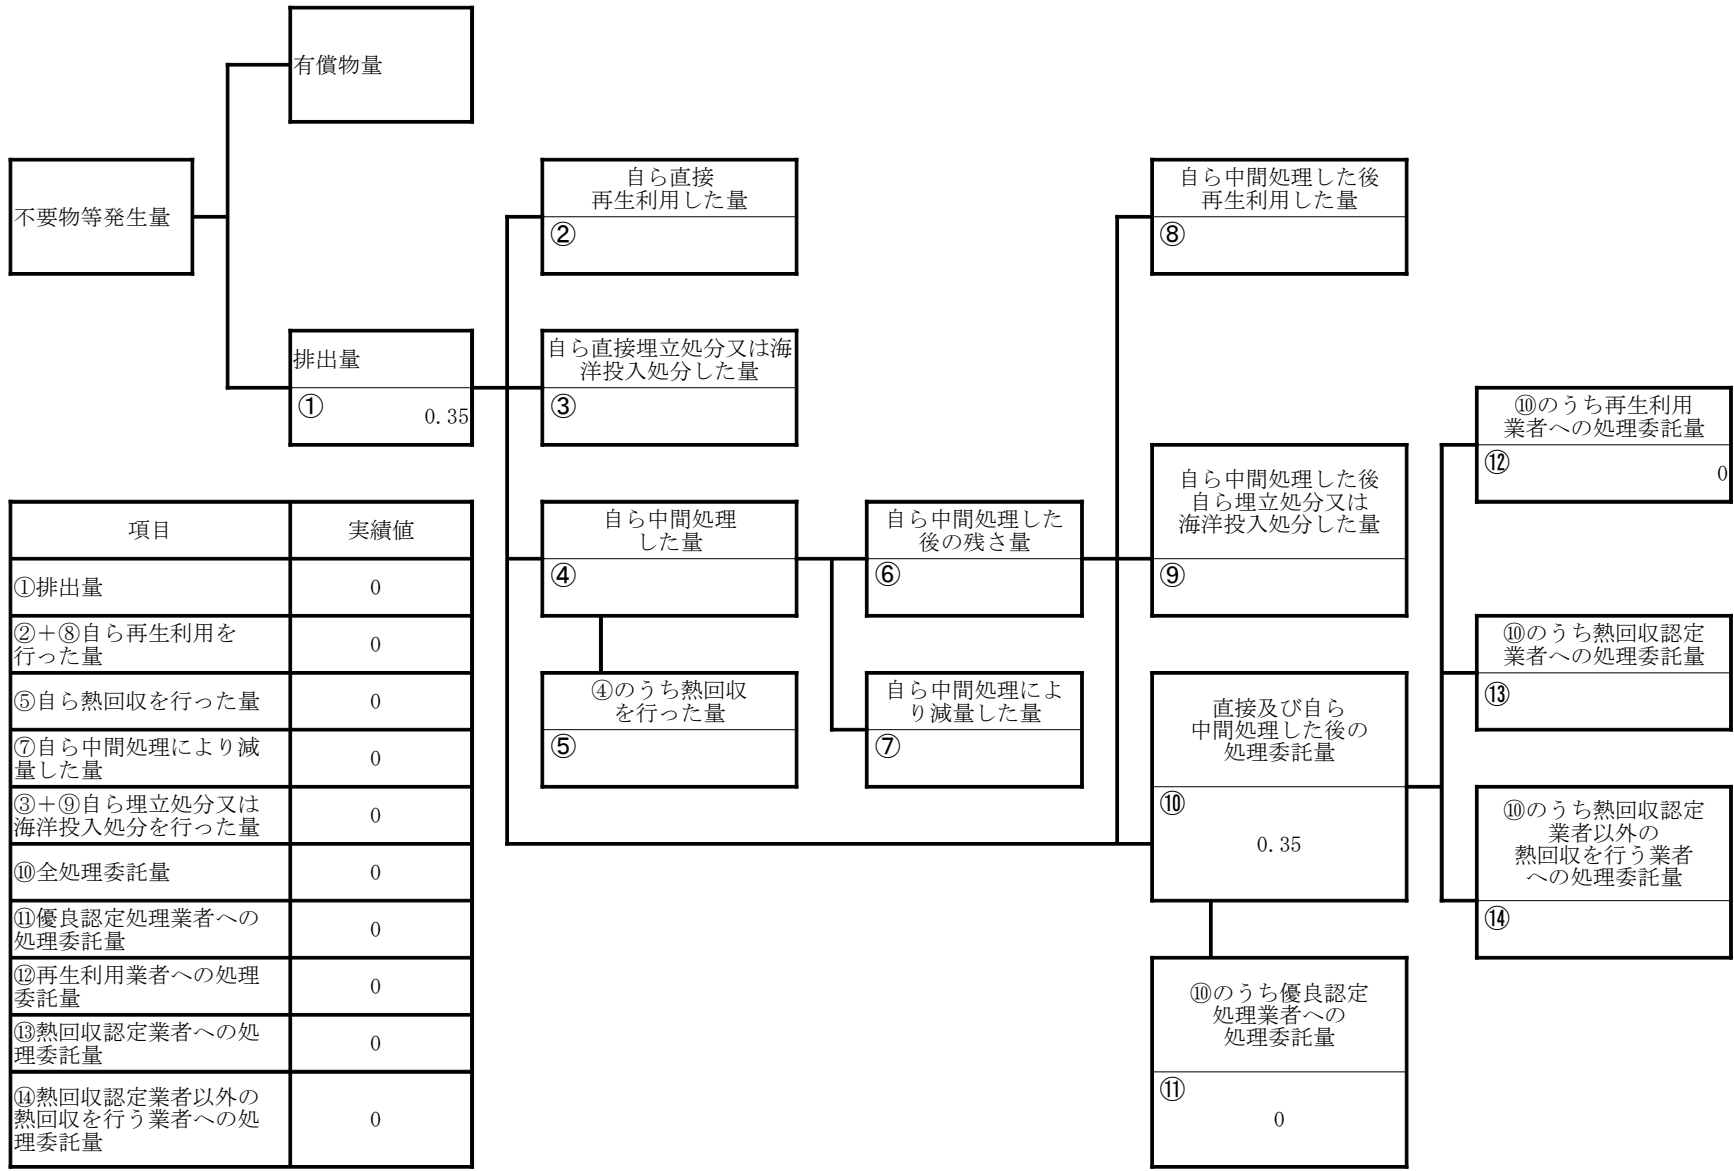 有償物量
不要物等発生量
自ら直接
再生利用した量
②
自ら中間処理した後
再生利用した量
⑧
排出量
①
0.35
自ら直接埋立処分又は海
洋投入処分した量
③
⑩のうち再生利用
業者への処理委託量
⑫
0
自ら中間処理
した量
④
自ら中間処理した
後の残さ量
⑥
自ら中間処理した後
自ら埋立処分又は
海洋投入処分した量
⑨
⑩のうち熱回収認定
業者への処理委託量
⑬
④のうち熱回収
を行った量
⑤
自ら中間処理によ
り減量した量
⑦
直接及び自ら
中間処理した後の
処理委託量
⑩
0.35
⑩のうち熱回収認定
業者以外の
熱回収を行う業者
への処理委託量
⑭
⑩のうち優良認定
処理業者への
処理委託量
⑪
0
項目 実績値
①排出量 0
②＋⑧自ら再生利用を
行った量 0
⑤自ら熱回収を行った量 0
⑦自ら中間処理により減
量した量 0
③＋⑨自ら埋立処分又は
海洋投入処分を行った量 0
⑩全処理委託量 0
⑪優良認定処理業者への
処理委託量 0
⑫再生利用業者への処理
委託量 0
⑬熱回収認定業者への処
理委託量 0
⑭熱回収認定業者以外の
熱回収を行う業者への処
理委託量 0